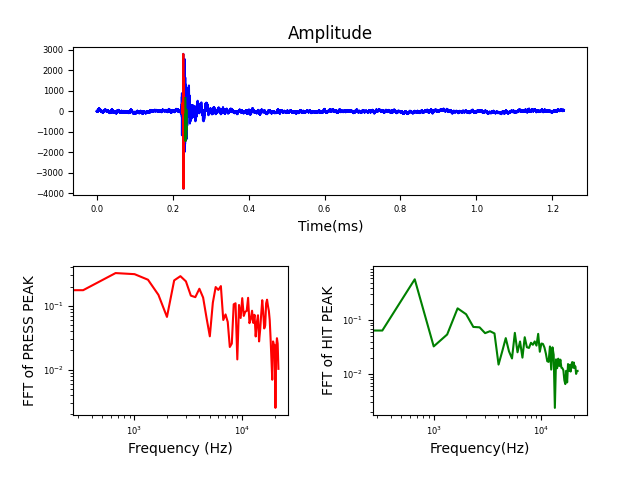 Amplitude
3000
2000
1000
0
−1000
−2000
−3000
−4000
0.0 0.2 0.4 0.6 0.8 1.0 1.2
Time(ms)
FFT of PRESS PEAK
10⁻¹
10⁻²
10³ 10⁴
Frequency (Hz)
FFT of HIT PEAK
10⁻¹
10⁻²
10³ 10⁴
Frequency(Hz)